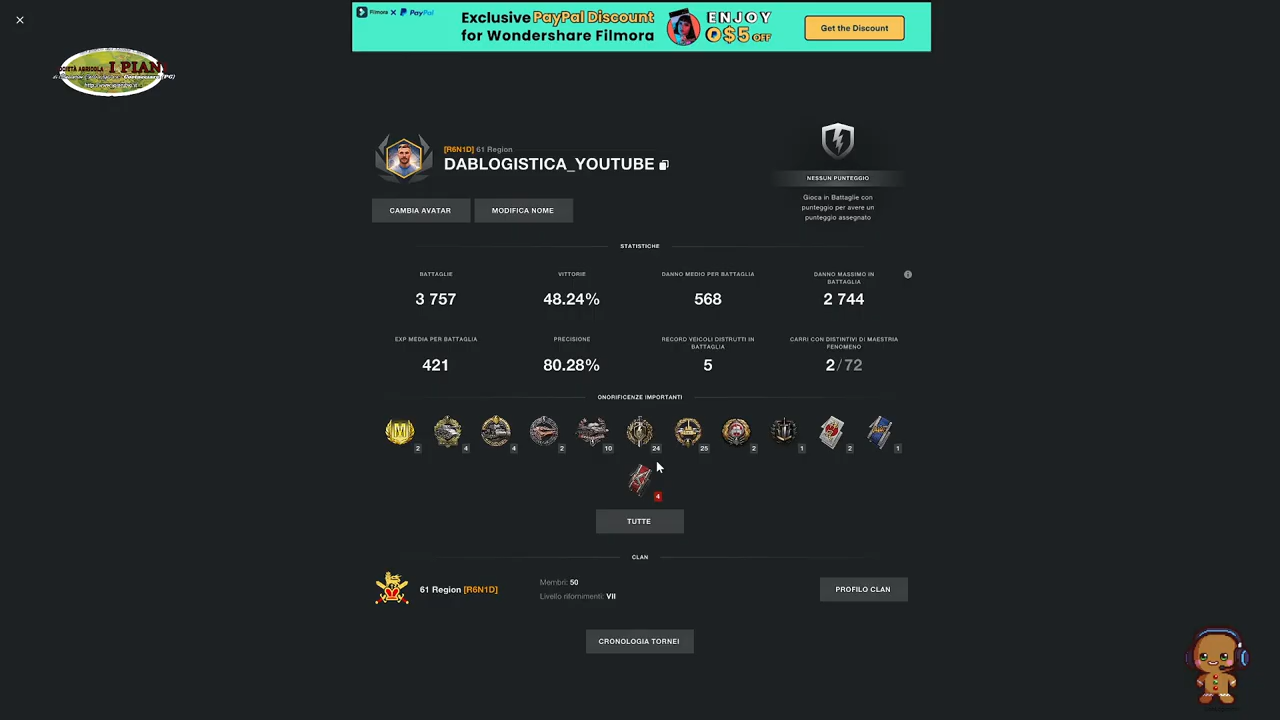 Filmora × PayPal
Exclusive PayPal Discount
for Wondershare Filmora
ENJOY
$5 OFF
Get the Discount
I PIANI
http://www.ipiani.pg.it
[R6N1D] 61 Region
DABLOGISTICA_YOUTUBE
CAMBIA AVATAR
MODIFICA NOME
NESSUN PUNTEGGIO
Gioca in Battaglie con
punteggio per avere un
punteggio assegnato
STATISTICHE
BATTAGLIE
VITTORIE
DANNO MEDIO PER BATTAGLIA
DANNO MASSIMO IN
BATTAGLIA
3 757
48.24%
568
2 744
EXP MEDIA PER BATTAGLIA
PRECISIONE
RECORD VEICOLI DISTRUTTI IN
BATTAGLIA
CARRI CON DISTINTIVI DI MAESTRIA
FENOMENO
421
80.28%
5
2/72
ONORIFICENZE IMPORTANTI
2
4
4
2
10
24
25
2
1
2
1
4
TUTTE
CLAN
61 Region [R6N1D]
Membri: 50
Livello rifornimenti: VII
PROFILO CLAN
CRONOLOGIA TORNEI